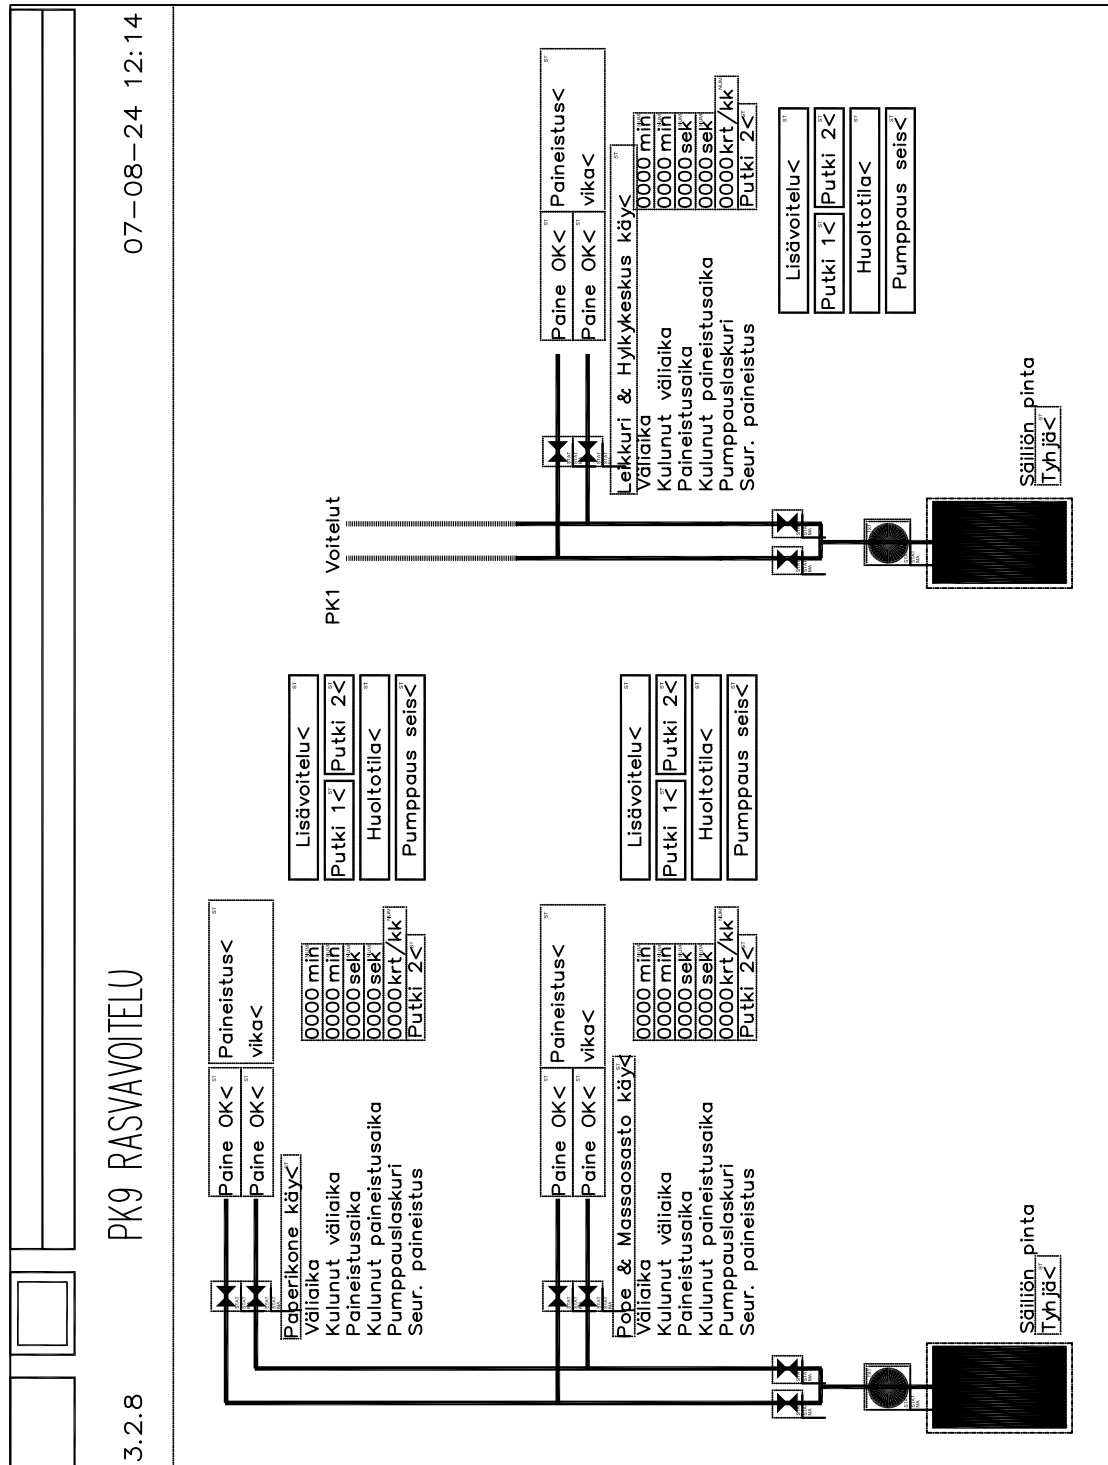 3.2.8
PK9 RASVAVOITELU
07-08-24 12:14
Paine OK<
Paine OK<
Paineistus<
vika<
Paperikone käy<
Väliaika
0000 min
Kulunut väliaika
0000 min
Paineistusaika
0000 sek
Kulunut paineistusaika
0000 sek
Pumppauslaskuri
0000 krt/kk
Seur. paineistus
Putki 2<
Lisävoitelu<
Putki 1<
Putki 2<
Huoltotila<
Pumppaus seis<
PK1 Voitelut
Paine OK<
Paine OK<
Paineistus<
vika<
Pope & Massaosasto käy<
Väliaika
0000 min
Kulunut väliaika
0000 min
Paineistusaika
0000 sek
Kulunut paineistusaika
0000 sek
Pumppauslaskuri
0000 krt/kk
Seur. paineistus
Putki 2<
Lisävoitelu<
Putki 1<
Putki 2<
Huoltotila<
Pumppaus seis<
Paine OK<
Paine OK<
Paineistus<
vika<
Leikkuri & Hylkykeskus käy<
Väliaika
0000 min
Kulunut väliaika
0000 min
Paineistusaika
0000 sek
Kulunut paineistusaika
0000 sek
Pumppauslaskuri
0000 krt/kk
Seur. paineistus
Putki 2<
Lisävoitelu<
Putki 1<
Putki 2<
Huoltotila<
Pumppaus seis<
Säiliön pinta
Tyhjä<
Säiliön pinta
Tyhjä<